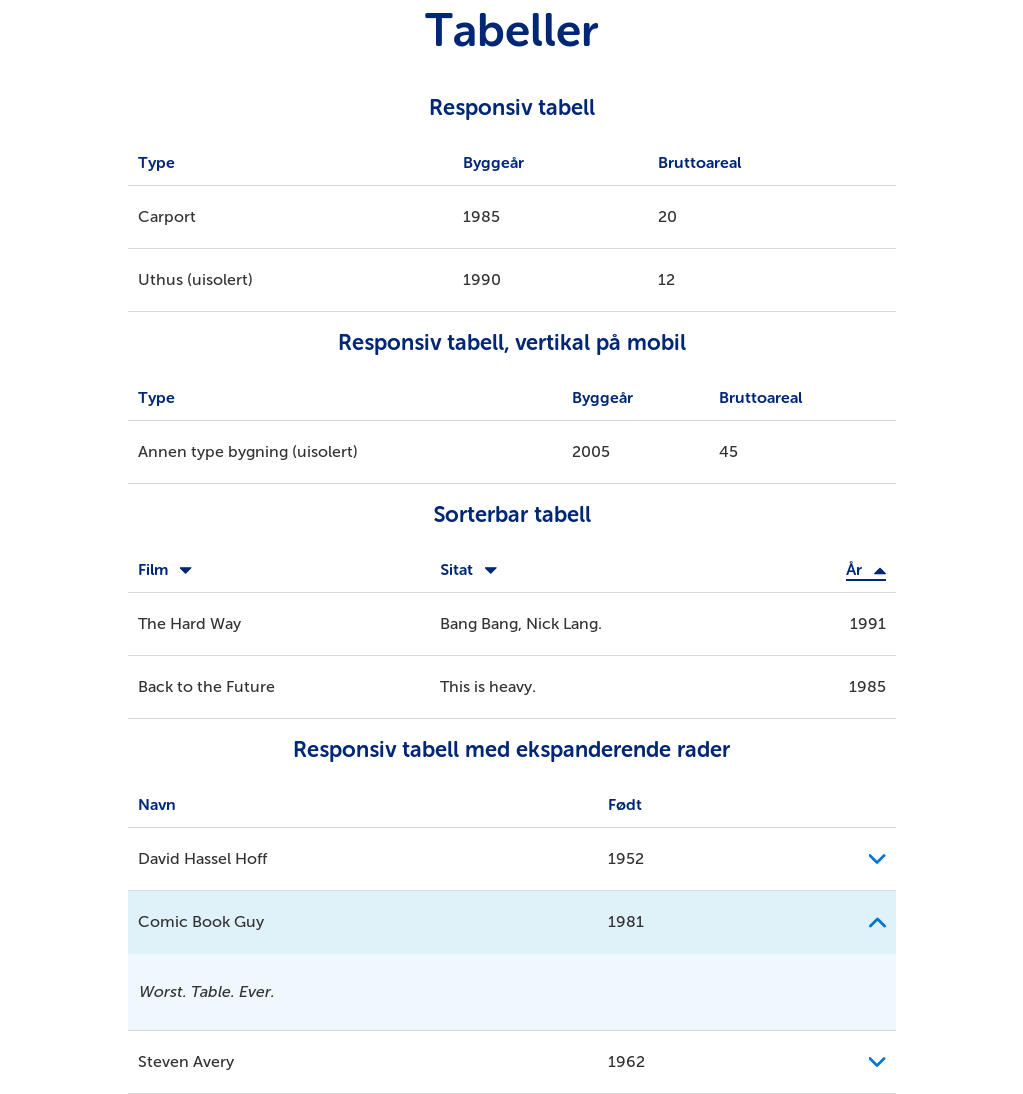 Tabeller
Responsiv tabell
Type Byggeår Bruttoareal
Carport 1985 20
Uthus (uisolert) 1990 12
Responsiv tabell, vertikal på mobil
Type Byggeår Bruttoareal
Annen type bygning (uisolert) 2005 45
Sorterbar tabell
Film Sitat År
The Hard Way Bang Bang, Nick Lang. 1991
Back to the Future This is heavy. 1985
Responsiv tabell med ekspanderende rader
Navn Født
David Hassel Hoff 1952
Comic Book Guy 1981
Worst. Table. Ever.
Steven Avery 1962